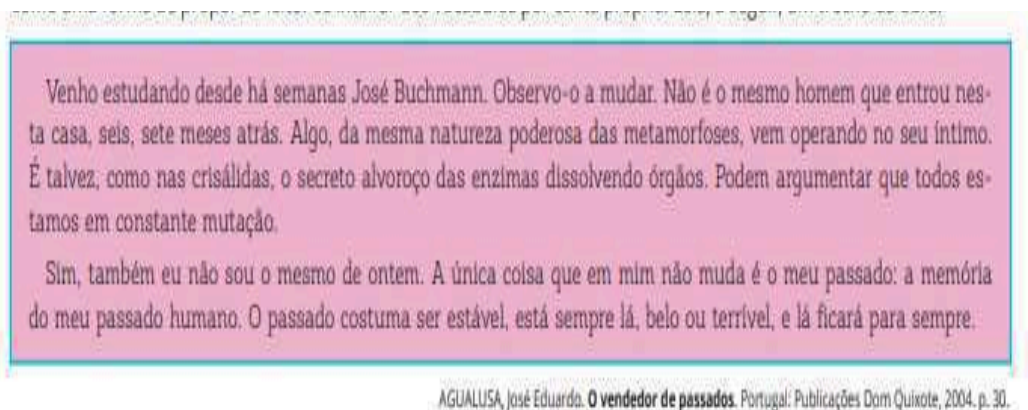 Venho estudando desde há semanas José Buchmann. Observo-o a mudar. Não é o mesmo homem que entrou nes-
ta casa, seis, sete meses atrás. Algo, da mesma natureza poderosa das metamorfoses, vem operando no seu íntimo.
É talvez, como nas crisálidas, o secreto alvoroço das enzimas dissolvendo órgãos. Podem argumentar que todos es-
tamos em constante mutação.
Sim, também eu não sou o mesmo de ontem. A única coisa que em mim não muda é o meu passado: a memória
do meu passado humano. O passado costuma ser estável, está sempre lá, belo ou terrível, e lá ficará para sempre.
AGUALUSA, José Eduardo. O vendedor de passados. Portugal: Publicações Dom Quixote, 2004. p. 30.